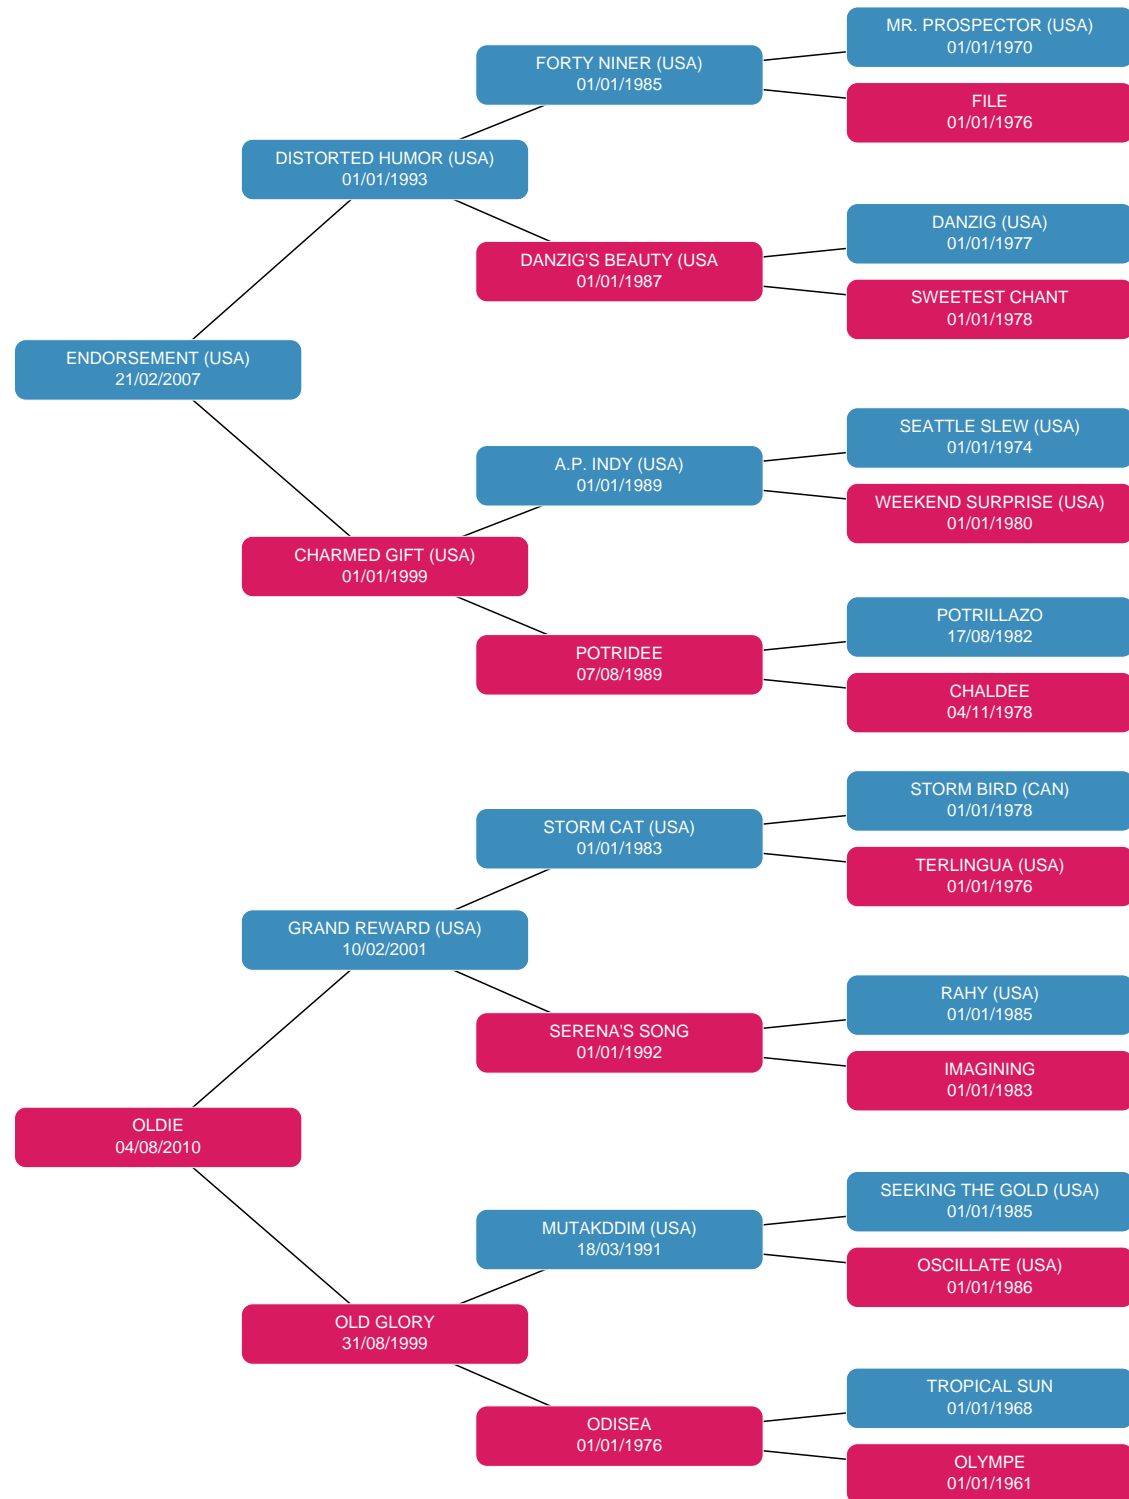 MR. PROSPECTOR (USA)
01/01/1970
FORTY NINER (USA)
01/01/1985
FILE
01/01/1976
DISTORTED HUMOR (USA)
01/01/1993
DANZIG (USA)
01/01/1977
DANZIG'S BEAUTY (USA
01/01/1987
SWEETEST CHANT
01/01/1978
ENDORSEMENT (USA)
21/02/2007
SEATTLE SLEW (USA)
01/01/1974
A.P. INDY (USA)
01/01/1989
WEEKEND SURPRISE (USA)
01/01/1980
CHARMED GIFT (USA)
01/01/1999
POTRILLAZO
17/08/1982
POTRIDEE
07/08/1989
CHALDEE
04/11/1978
STORM BIRD (CAN)
01/01/1978
STORM CAT (USA)
01/01/1983
TERLINGUA (USA)
01/01/1976
GRAND REWARD (USA)
10/02/2001
RAHY (USA)
01/01/1985
SERENA'S SONG
01/01/1992
IMAGINING
01/01/1983
OLDIE
04/08/2010
SEEKING THE GOLD (USA)
01/01/1985
MUTAKDDIM (USA)
18/03/1991
OSCILLATE (USA)
01/01/1986
OLD GLORY
31/08/1999
TROPICAL SUN
01/01/1968
ODISEA
01/01/1976
OLYMPE
01/01/1961